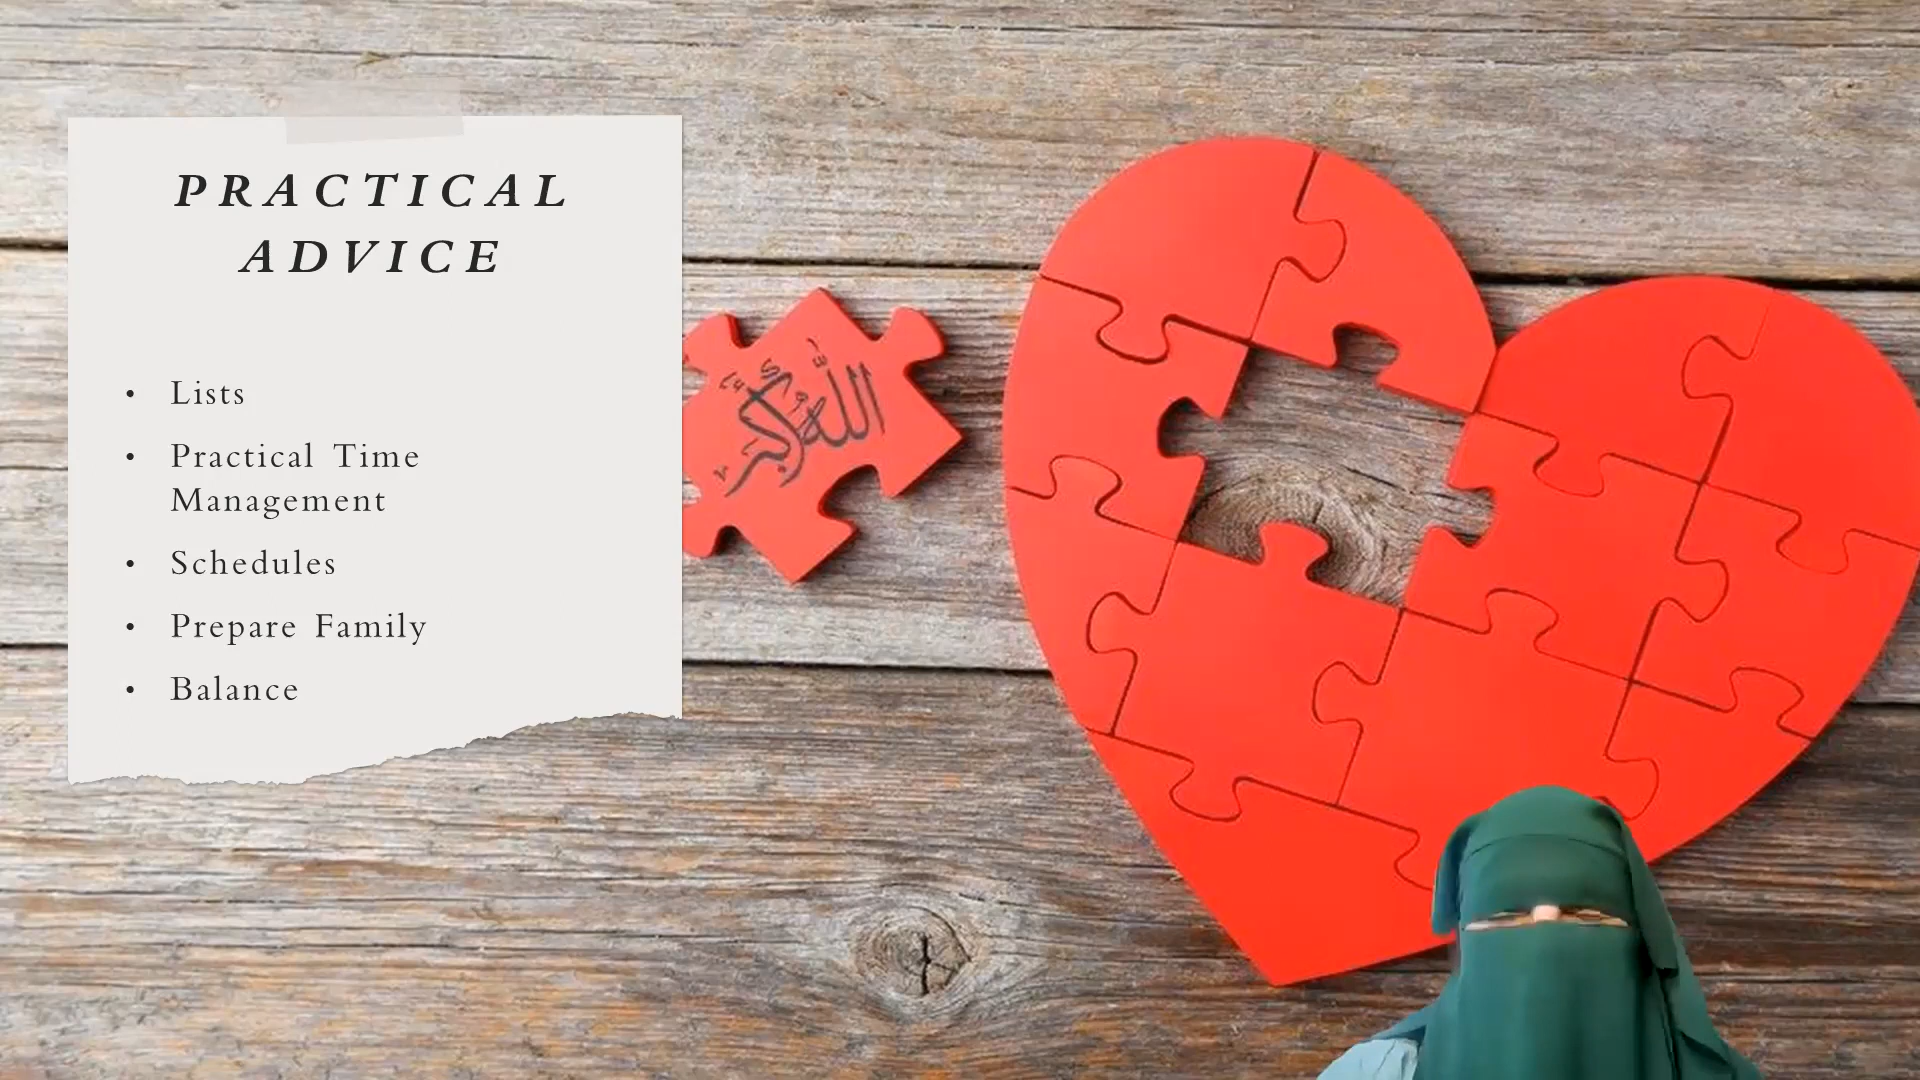 PRACTICAL
ADVICE
• Lists
• Practical Time
Management
• Schedules
• Prepare Family
• Balance
الله أكبر